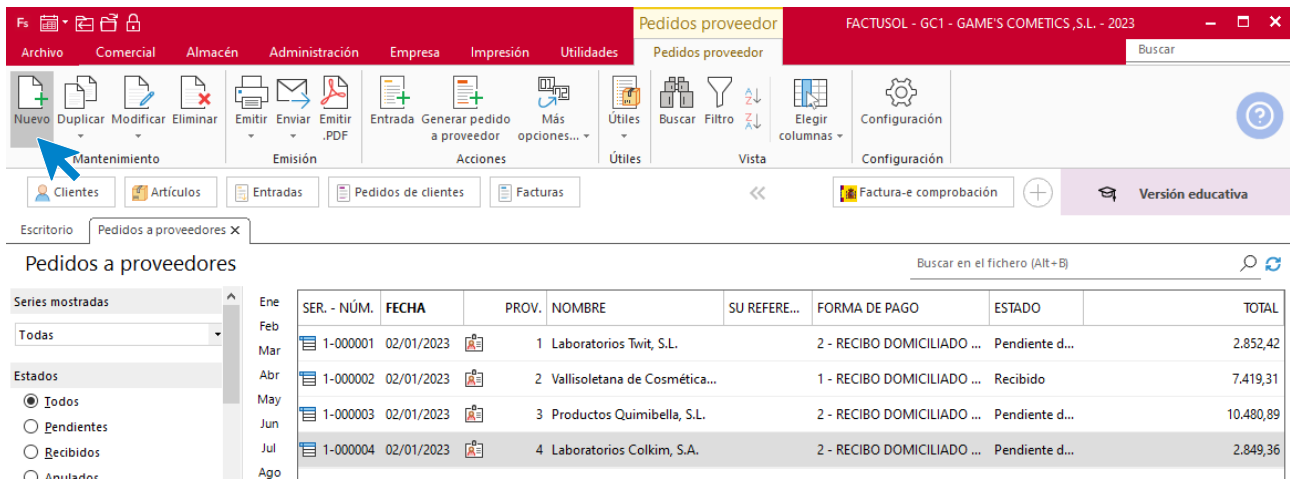 Fs
Pedidos proveedor
FACTUSOL - GC1 - GAME'S COMETICS ,S.L. - 2023
Archivo Comercial Almacén Administración Empresa Impresión Utilidades Pedidos proveedor Buscar
Nuevo Duplicar Modificar Eliminar Emitir Enviar Emitir .PDF Entrada Generar pedido a proveedor Más opciones... Útiles Buscar Filtro Elegir columnas Configuración
Mantenimiento Emisión Acciones Útiles Vista Configuración
Clientes Artículos Entradas Pedidos de clientes Facturas Factura-e comprobación Versión educativa
Escritorio Pedidos a proveedores X
Pedidos a proveedores
Buscar en el fichero (Alt+B)
Series mostradas
Todas
Estados
Todos
Pendientes
Recibidos
Anulados
Ene
Feb
Mar
Abr
May
Jun
Jul
Ago
SER. - NÚM. FECHA PROV. NOMBRE SU REFERE... FORMA DE PAGO ESTADO TOTAL
1-000001 02/01/2023 1 Laboratorios Twit, S.L. 2 - RECIBO DOMICILIADO ... Pendiente d... 2.852,42
1-000002 02/01/2023 2 Vallisoletana de Cosmética... 1 - RECIBO DOMICILIADO ... Recibido 7.419,31
1-000003 02/01/2023 3 Productos Quimibella, S.L. 2 - RECIBO DOMICILIADO ... Pendiente d... 10.480,89
1-000004 02/01/2023 4 Laboratorios Colkim, S.A. 2 - RECIBO DOMICILIADO ... Pendiente d... 2.849,36